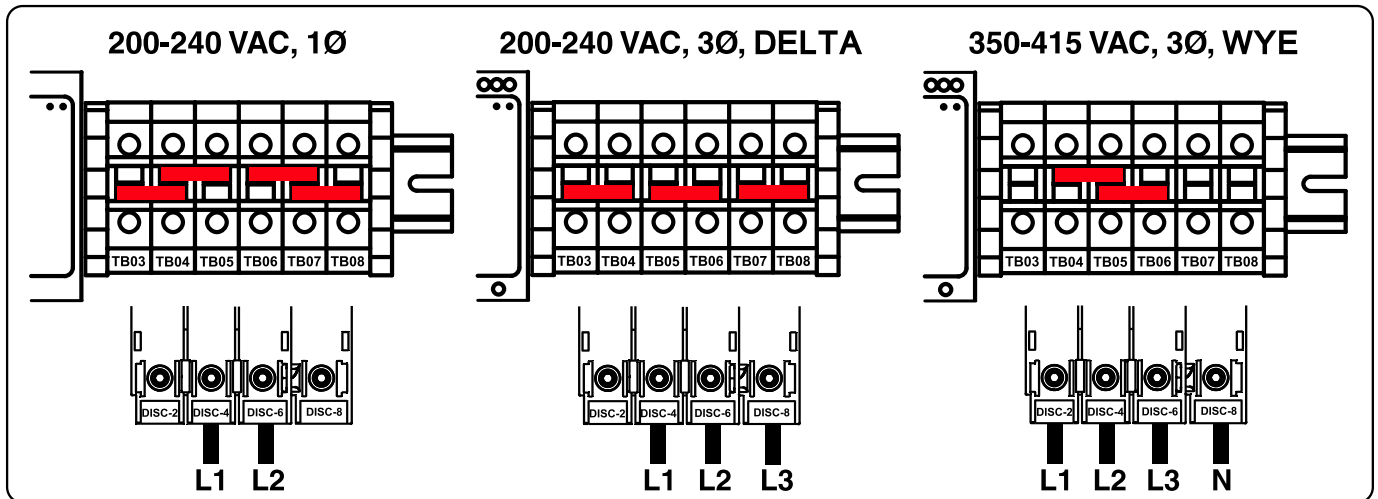 200-240 VAC, 1Ø
TB03 TB04 TB05 TB06 TB07 TB08
DISC-2 DISC-4 DISC-6 DISC-8
L1 L2
200-240 VAC, 3Ø, DELTA
TB03 TB04 TB05 TB06 TB07 TB08
DISC-2 DISC-4 DISC-6 DISC-8
L1 L2 L3
350-415 VAC, 3Ø, WYE
TB03 TB04 TB05 TB06 TB07 TB08
DISC-2 DISC-4 DISC-6 DISC-8
L1 L2 L3 N